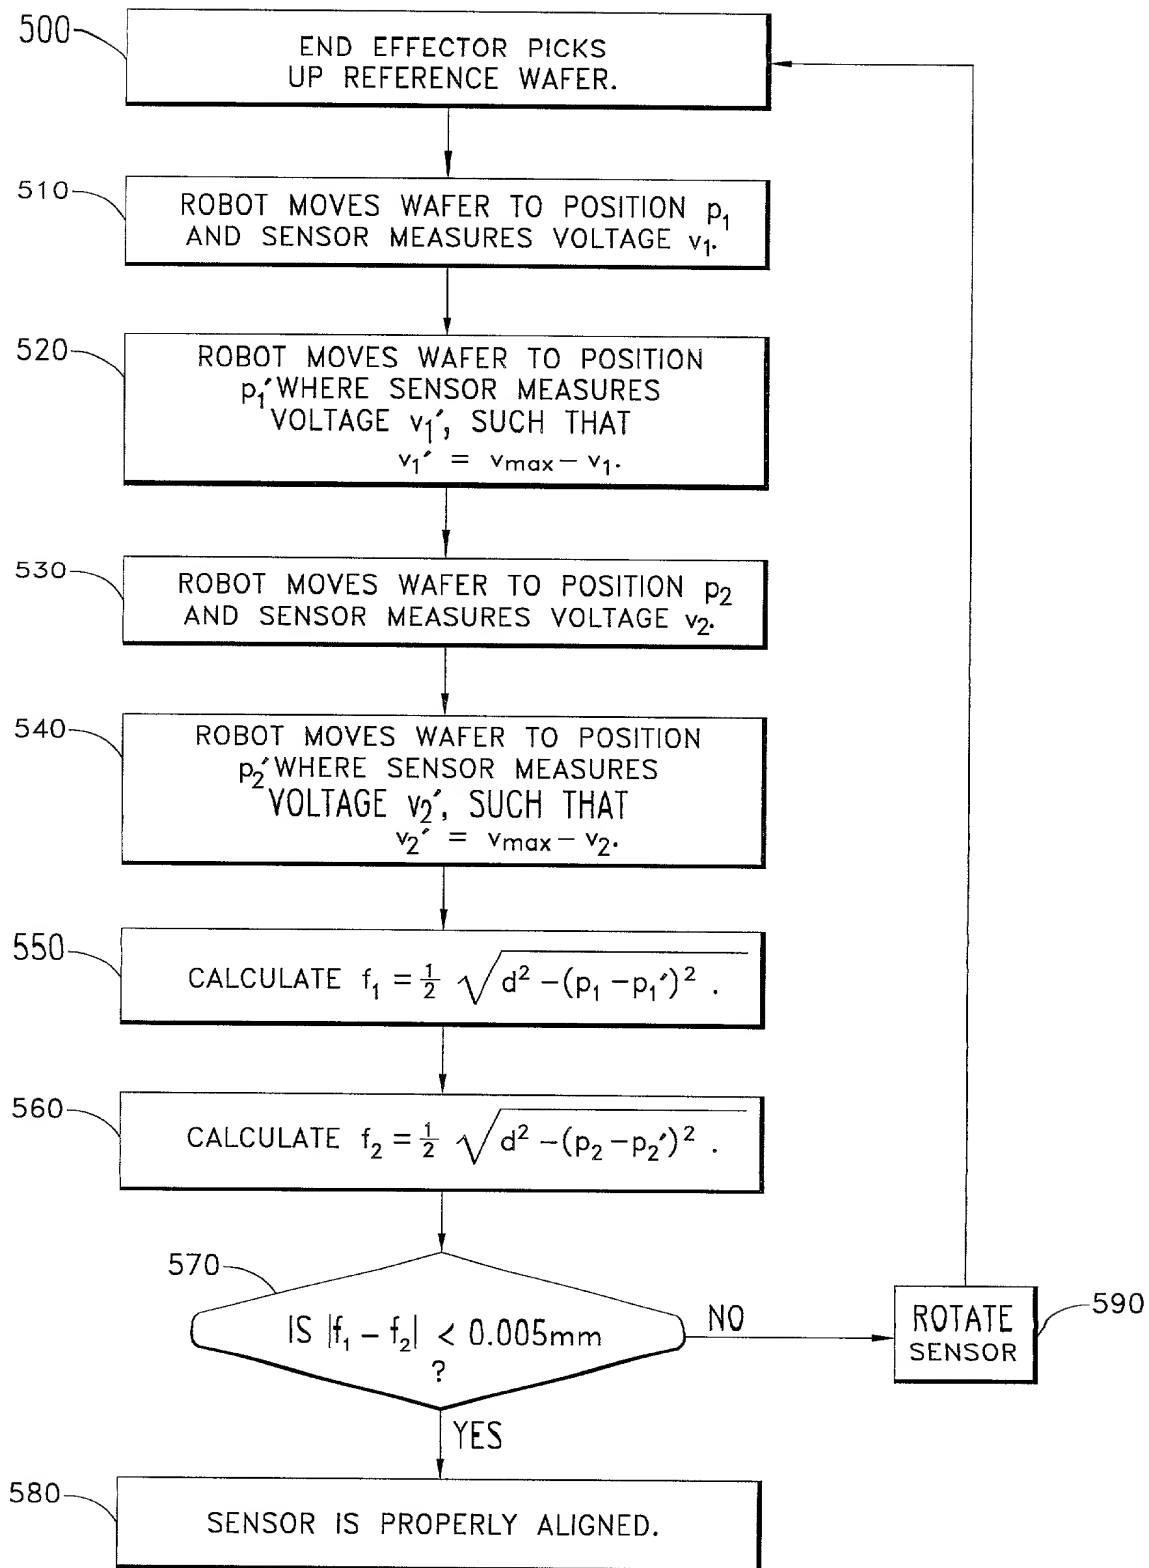 500
END EFFECTOR PICKS
UP REFERENCE WAFER.
510
ROBOT MOVES WAFER TO POSITION p₁
AND SENSOR MEASURES VOLTAGE v₁.
520
ROBOT MOVES WAFER TO POSITION
p₁′ WHERE SENSOR MEASURES
VOLTAGE v₁′, SUCH THAT
v₁′ = vmax − v₁.
530
ROBOT MOVES WAFER TO POSITION p₂
AND SENSOR MEASURES VOLTAGE v₂.
540
ROBOT MOVES WAFER TO POSITION
p₂′ WHERE SENSOR MEASURES
VOLTAGE v₂′, SUCH THAT
v₂′ = vmax − v₂.
550
CALCULATE f₁ = ½ √d² −(p₁ −p₁′)² .
560
CALCULATE f₂ = ½ √d² −(p₂ −p₂′)² .
570
IS |f₁ − f₂| < 0.005mm
?
NO
ROTATE
SENSOR
590
YES
580
SENSOR IS PROPERLY ALIGNED.